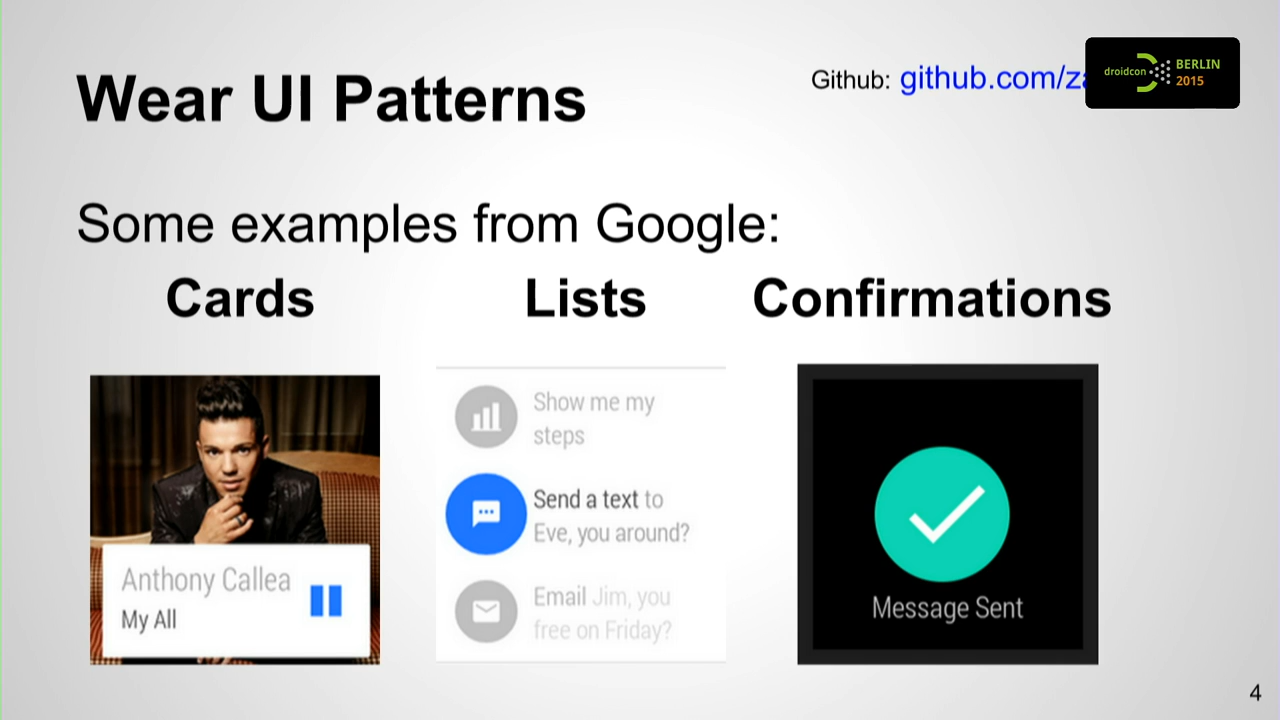 Wear UI Patterns
Github: github.com/za
droidcon
BERLIN
2015
Some examples from Google:
Cards
Lists
Confirmations
Anthony Callea
My All
Show me my
steps
Send a text to
Eve, you around?
Email Jim, you
free on Friday?
Message Sent
4